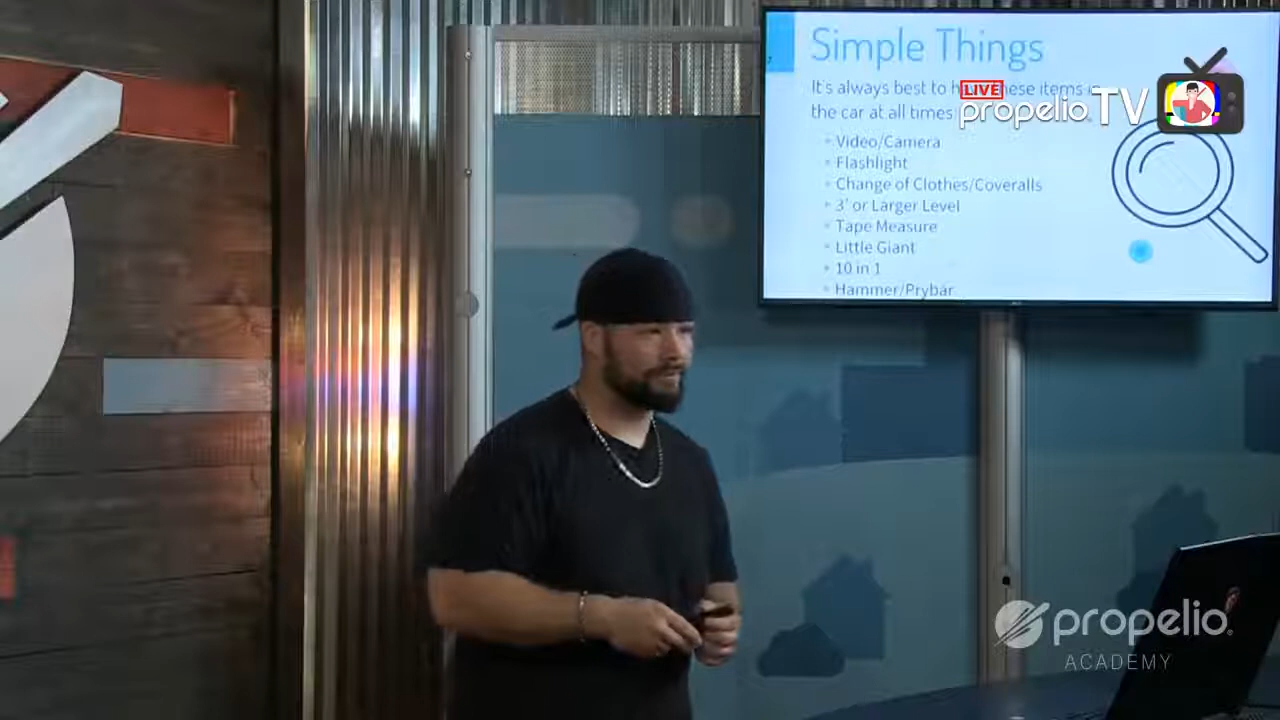 Simple Things
It's always best to hese items
the car at all times
LIVE
propelio TV
Video/Camera
Flashlight
Change of Clothes/Coveralls
3' or Larger Level
Tape Measure
Little Giant
10 in 1
Hammer/Prybar
propelio
ACADEMY